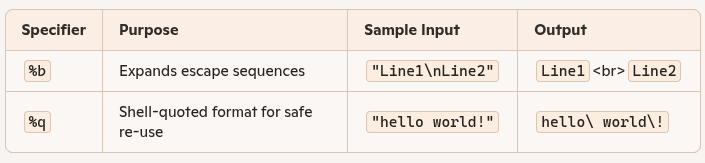 Specifier Purpose Sample Input Output
%b Expands escape sequences "Line1\nLine2" Line1 <br> Line2
%q Shell-quoted format for safe re-use "hello world!" hello\ world\!